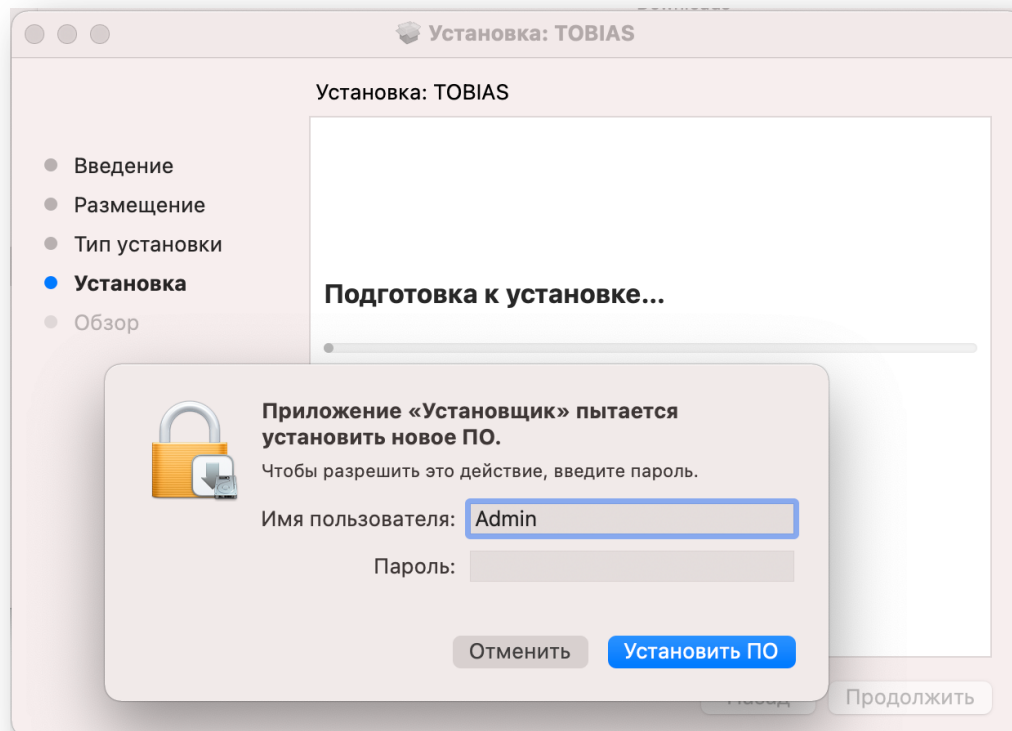 Установка: TOBIAS
Установка: TOBIAS
Введение
Размещение
Тип установки
Установка
Обзор
Подготовка к установке...
Приложение «Установщик» пытается
установить новое ПО.
Чтобы разрешить это действие, введите пароль.
Имя пользователя: Admin
Пароль:
Отменить Установить ПО
Назад Продолжить